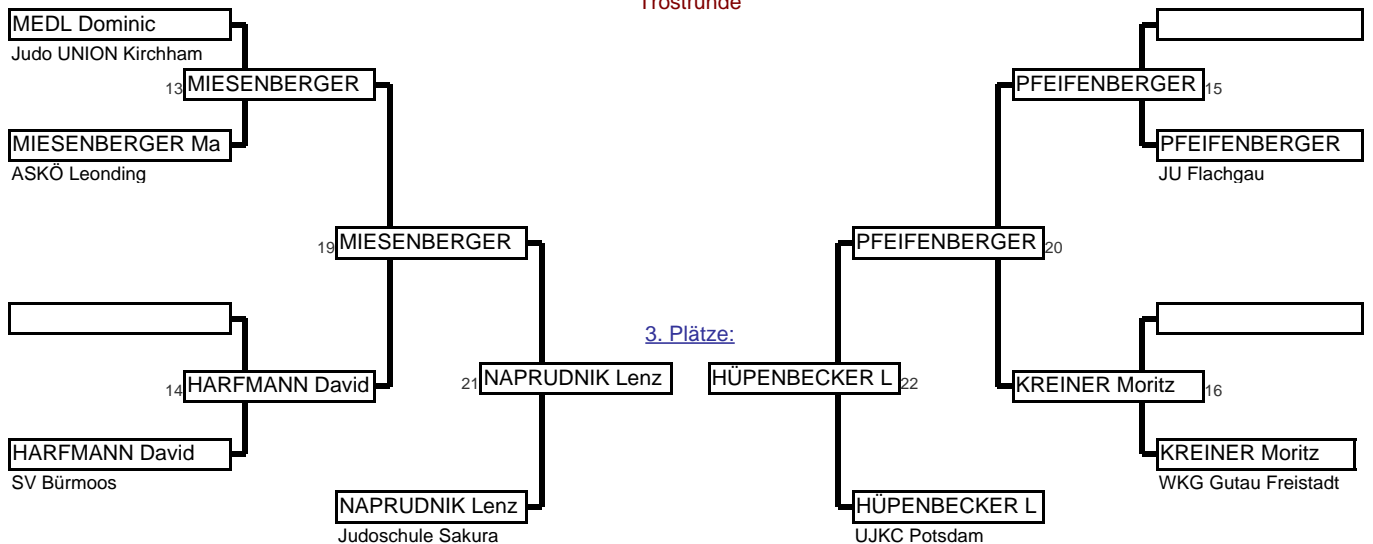 Trostrunde
MEDL Dominic
Judo UNION Kirchham
13 MIESENBERGER
PFEIFENBERGER 15
MIESENBERGER Ma
ASKÖ Leonding
PFEIFENBERGER
JU Flachgau
19 MIESENBERGER
PFEIFENBERGER 20
3. Plätze:
14 HARFMANN David
21 NAPRUDNIK Lenz
HÜPENBECKER L 22
KREINER Moritz 16
HARFMANN David
SV Bürmoos
KREINER Moritz
WKG Gutau Freistadt
NAPRUDNIK Lenz
Judoschule Sakura
HÜPENBECKER L
UJKC Potsdam